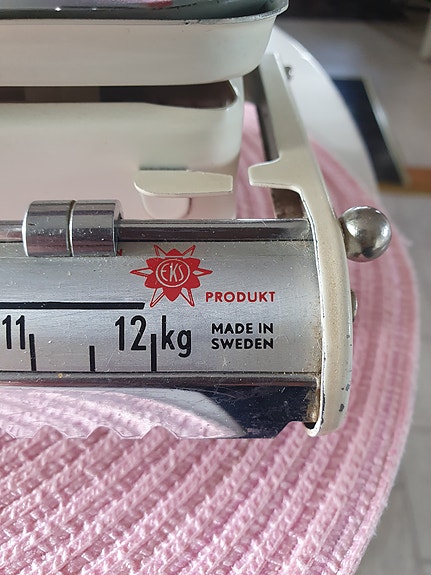 EKS
PRODUKT
11 12 kg
MADE IN
SWEDEN